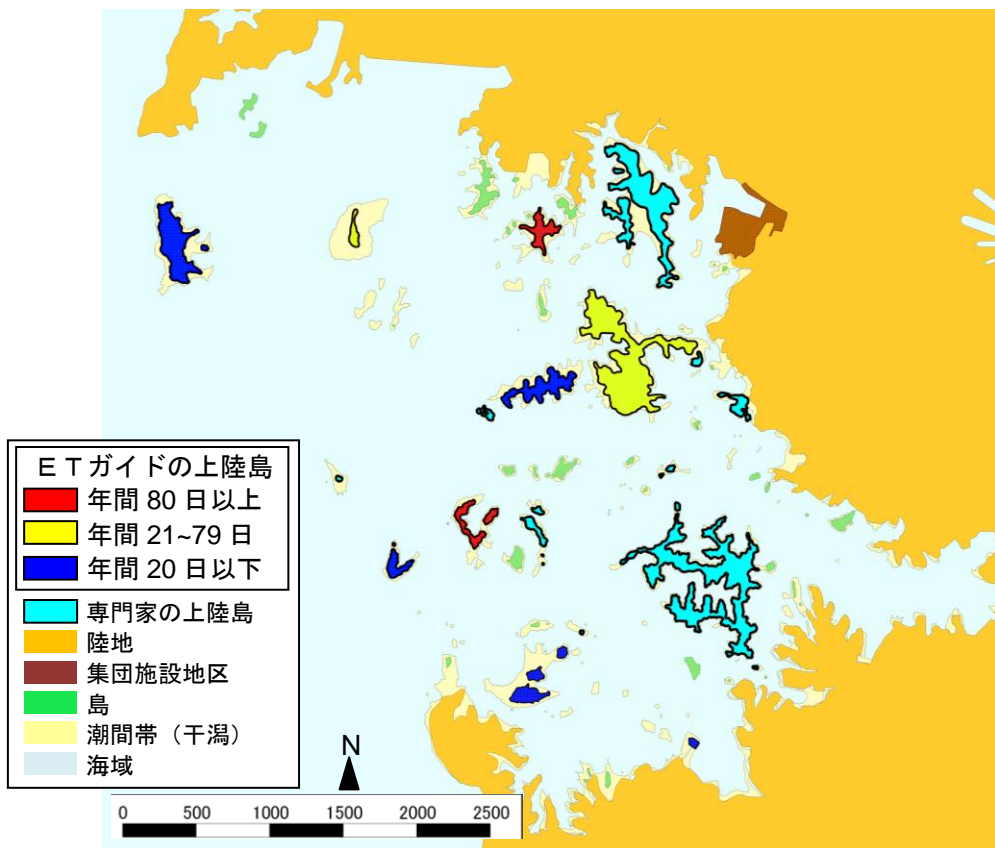 ＥＴガイドの上陸島
年間 80 日以上
年間 21~79 日
年間 20 日以下
専門家の上陸島
陸地
集団施設地区
島
潮間帯（干潟）
海域
N
0 500 1000 1500 2000 2500